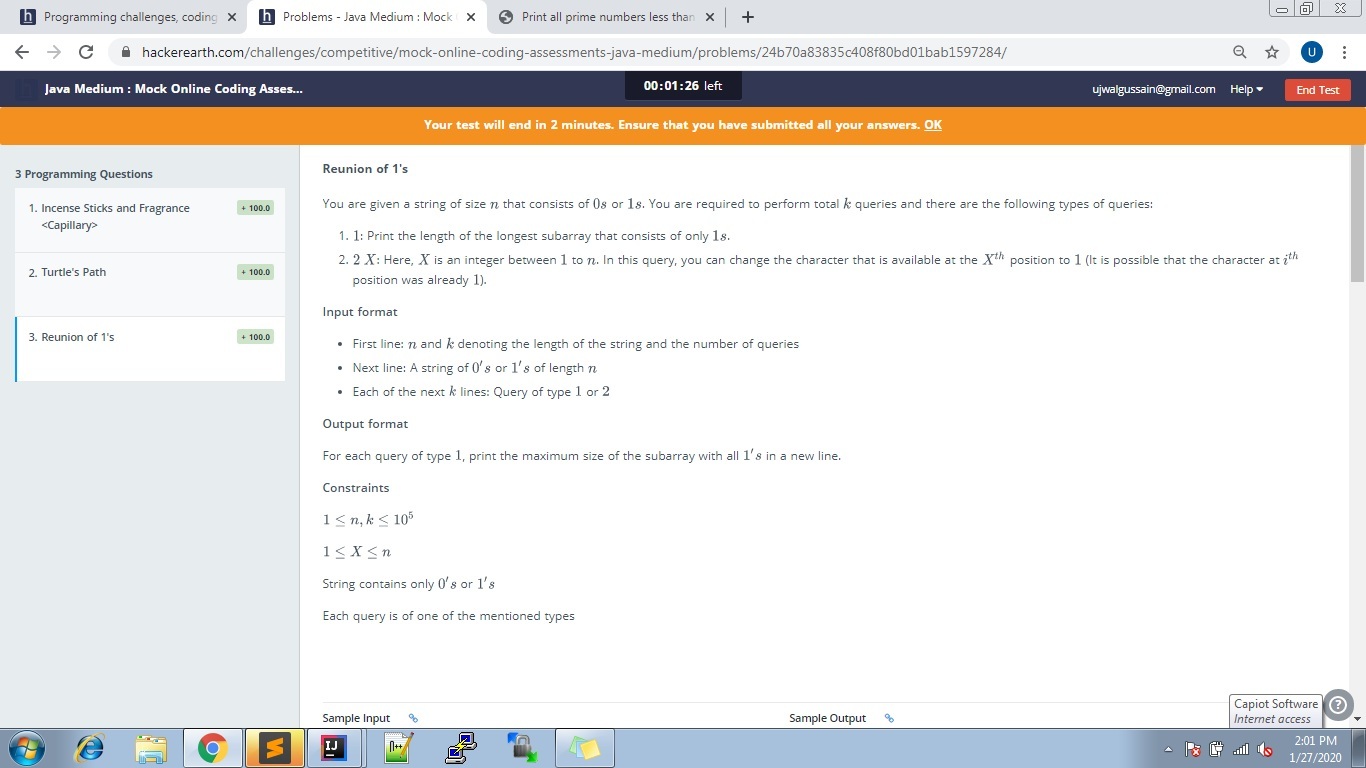 Programming challenges, coding
Problems - Java Medium : Mock
Print all prime numbers less than
hackerearth.com/challenges/competitive/mock-online-coding-assessments-java-medium/problems/24b70a83835c408f80bd01bab1597284/
U
h
Java Medium : Mock Online Coding Asses...
00:01:26 left
ujwalgussain@gmail.com
Help
End Test
Your test will end in 2 minutes. Ensure that you have submitted all your answers. OK
3 Programming Questions
1. Incense Sticks and Fragrance
<Capillary>
+ 100.0
2. Turtle's Path
+ 100.0
3. Reunion of 1's
+ 100.0
Reunion of 1's
You are given a string of size n that consists of 0s or 1s. You are required to perform total k queries and there are the following types of queries:
1. 1: Print the length of the longest subarray that consists of only 1s.
2. 2 X: Here, X is an integer between 1 to n. In this query, you can change the character that is available at the Xth position to 1 (It is possible that the character at ith
position was already 1).
Input format
• First line: n and k denoting the length of the string and the number of queries
• Next line: A string of 0's or 1's of length n
• Each of the next k lines: Query of type 1 or 2
Output format
For each query of type 1, print the maximum size of the subarray with all 1's in a new line.
Constraints
1 ≤ n, k ≤ 10⁵
1 ≤ X ≤ n
String contains only 0's or 1's
Each query is of one of the mentioned types
Sample Input
Sample Output
Capiot Software
Internet access
2:01 PM
1/27/2020